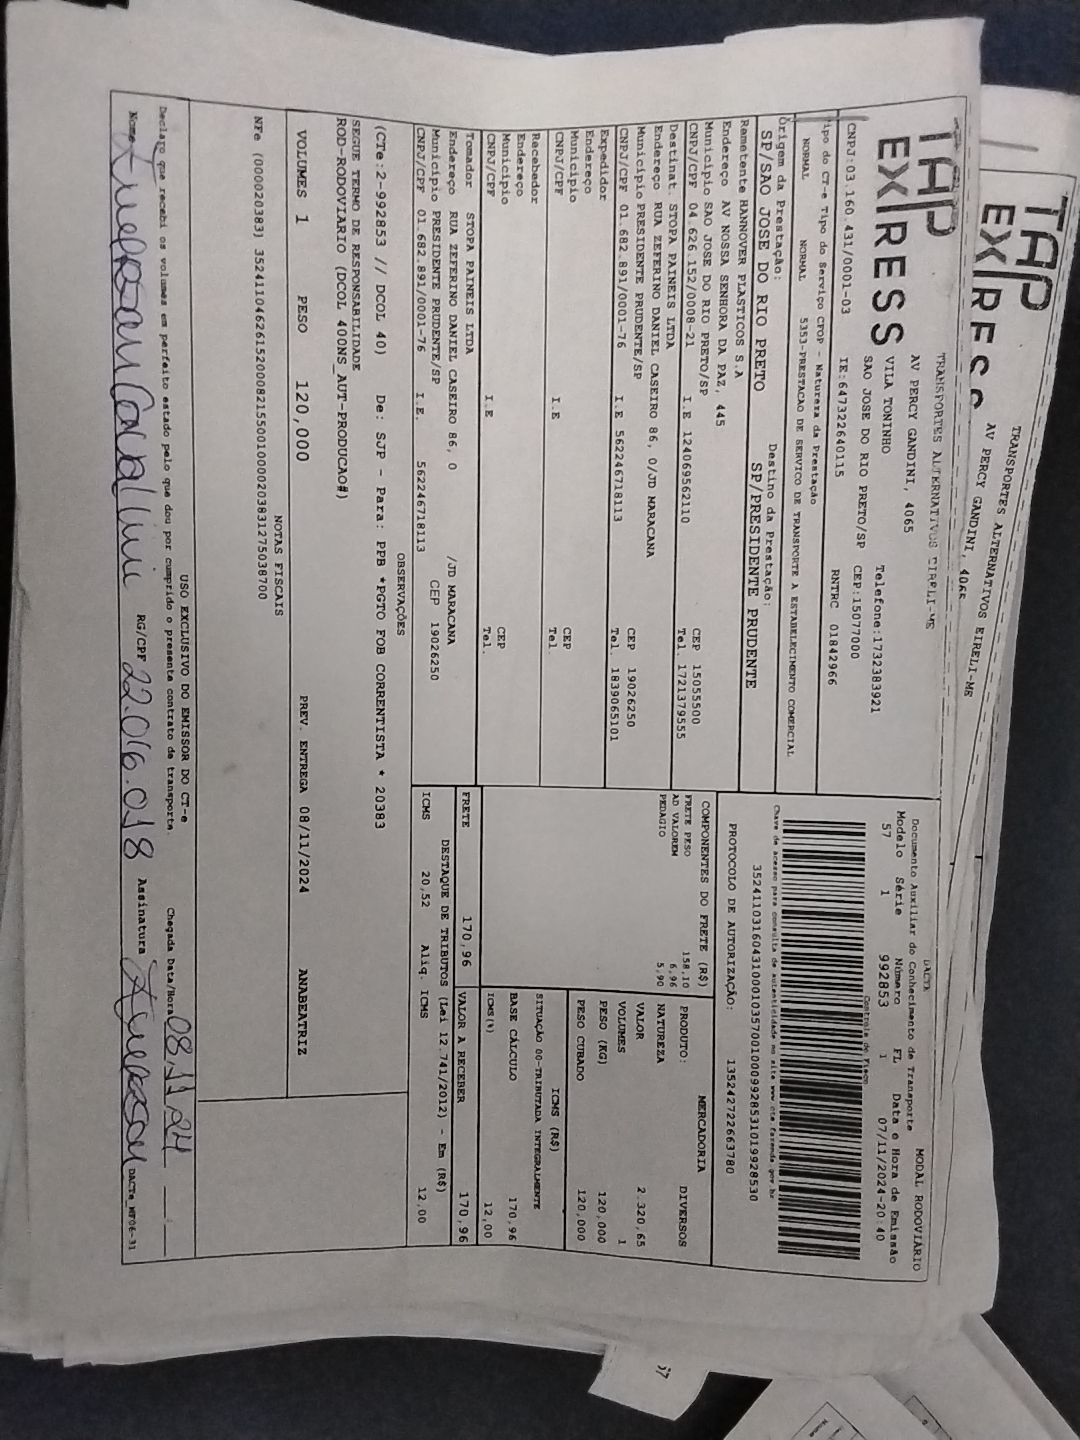 TAP
EXPRESS
TRANSPORTES ALTERNATIVOS EIRELI-ME
AV PERCY GANDINI, 4065
TAP
EXPRESS
TRANSPORTES ALTERNATIVOS EIRELI-ME
AV PERCY GANDINI, 4065
VILA TONINHO
SAO JOSE DO RIO PRETO/SP CEP:15077000
Telefone:1732383921
CNPJ:03.160.431/0001-03 IE:647322640115 RNTRC 01842966
Tipo do CT-e Tipo do Serviço CFOP - Natureza da Prestação
NORMAL NORMAL 5353-PRESTACAO DE SERVICO DE TRANSPORTE A ESTABELECIMENTO COMERCIAL
DACTE
MODAL RODOVIÁRIO
Documento Auxiliar do Conhecimento de Transporte
Modelo Série Número FL Data e Hora de Emissão
57 1 992853 1 07/11/2024-20:40
Controle do Fisco
Chave de acesso para consulta de autenticidade no site www.cte.fazenda.gov.br
35241103160431000103570010009928531019928530
PROTOCOLO DE AUTORIZAÇÃO: 135242722663780
Origem da Prestação: Destino da Prestação:
SP/SAO JOSE DO RIO PRETO SP/PRESIDENTE PRUDENTE
Remetente HANNOVER PLASTICOS S.A
Endereço AV NOSSA SENHORA DA PAZ, 445
Município SAO JOSE DO RIO PRETO/SP CEP 15055500
CNPJ/CPF 04.626.152/0008-21 I.E 124069562110 Tel. 1721379555
Destinat. STOPA PAINEIS LTDA
Endereço RUA ZEFERINO DANIEL CASEIRO 86, 0/JD MARACANA
Município PRESIDENTE PRUDENTE/SP CEP 19026250
CNPJ/CPF 01.682.891/0001-76 I.E 562246718113 Tel. 1839065101
Expedidor
Endereço
Município CEP
CNPJ/CPF I.E Tel.
Recebedor
Endereço
Município CEP
CNPJ/CPF I.E Tel.
Tomador STOPA PAINEIS LTDA
Endereço RUA ZEFERINO DANIEL CASEIRO 86, 0 /JD MARACANA
Município PRESIDENTE PRUDENTE/SP CEP 19026250
CNPJ/CPF 01.682.891/0001-76 I.E. 562246718113
COMPONENTES DO FRETE (R$)
FRETE PESO 158,10
AD VALOREM 6,96
PEDAGIO 5,90
MERCADORIA
PRODUTO: DIVERSOS
NATUREZA
VALOR 2.320,65
VOLUMES 1
PESO (KG) 120,000
PESO CUBADO 120,000
ICMS (R$)
SITUAÇÃO 00-TRIBUTADA INTEGRALMENTE
BASE CÁLCULO 170,96
ICMS(%) 12,00
FRETE 170,96 VALOR A RECEBER 170,96
DESTAQUE DE TRIBUTOS (Lei 12.741/2012) - Em (R$)
ICMS 20,52 Aliq. ICMS 12,00
OBSERVAÇÕES
(CTe:2-992853 // DCOL 40) De: SJP - Para: PPB *PGTO FOB CORRENTISTA * 20383
SEGUE TERMO DE RESPONSABILIDADE
ROD-RODOVIARIO (DCOL 400NS_AUT-PRODUCAO#)
VOLUMES 1 PESO 120,000 PREV. ENTREGA 08/11/2024 ANABEATRIZ
NOTAS FISCAIS
NFe (000020383) 35241104626152000821550010000203831275038700
USO EXCLUSIVO DO EMISSOR DO CT-e
Declaro que recebi os volumes em perfeito estado pelo que dou por cumprido o presente contrato de transporte. Chegada Data/Hora 08.11.24
Nome RG/CPF 22.016.018 Assinatura
DACTe_MF06-31
57